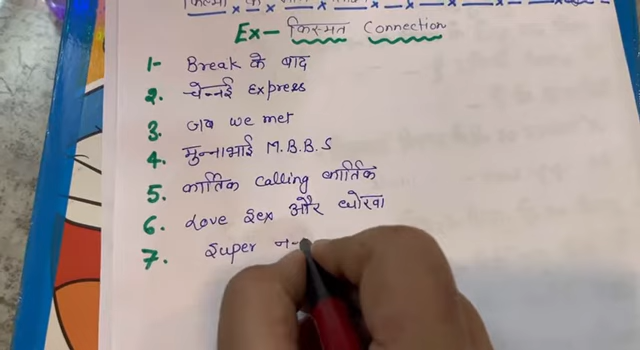 Ex- किस्मत Connection
1- Break के बाद
2. चेन्नई Express
3. जब we met
4. मुन्नाभाई M.B.B.S
5. कार्तिक calling कार्तिक
6. Love Sex और धोखा
7. Super